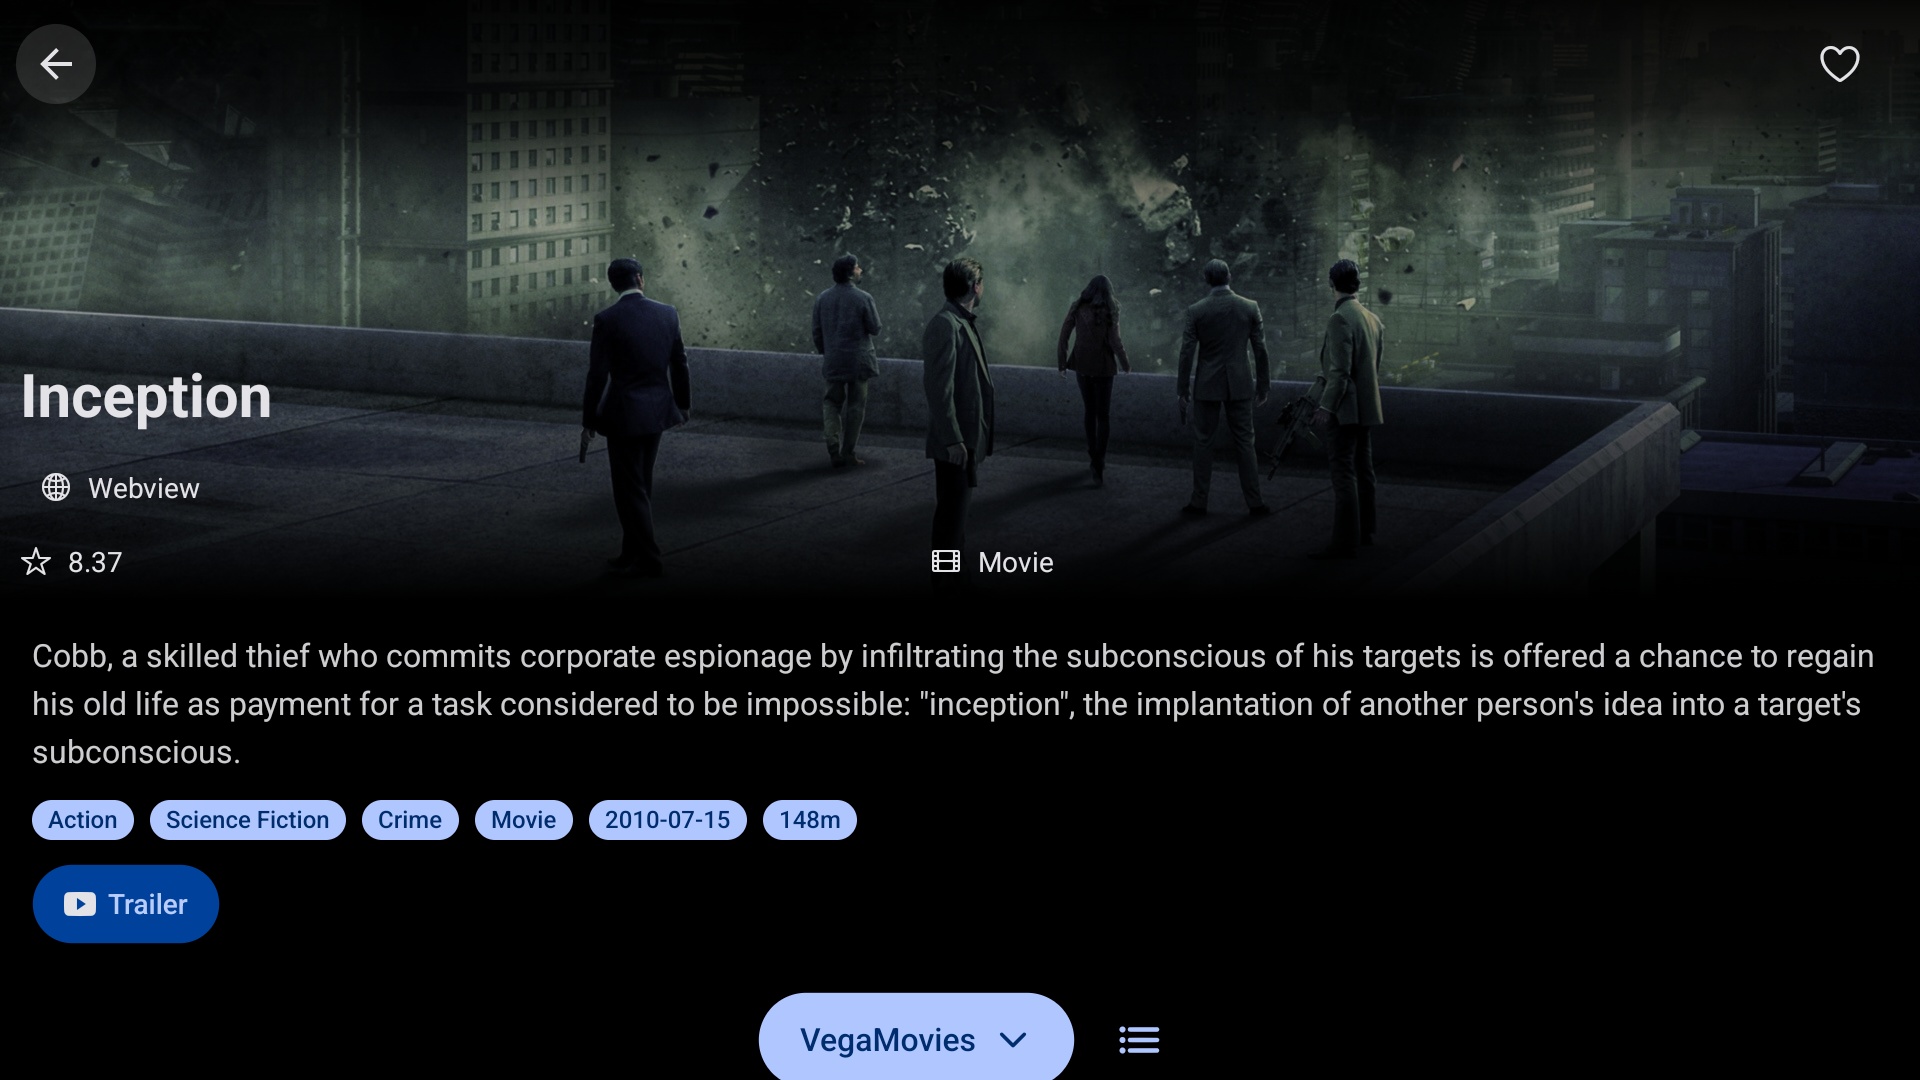 Inception
Webview
8.37
Movie
Cobb, a skilled thief who commits corporate espionage by infiltrating the subconscious of his targets is offered a chance to regain
his old life as payment for a task considered to be impossible: "inception", the implantation of another person's idea into a target's
subconscious.
Action Science Fiction Crime Movie 2010-07-15 148m
Trailer
VegaMovies